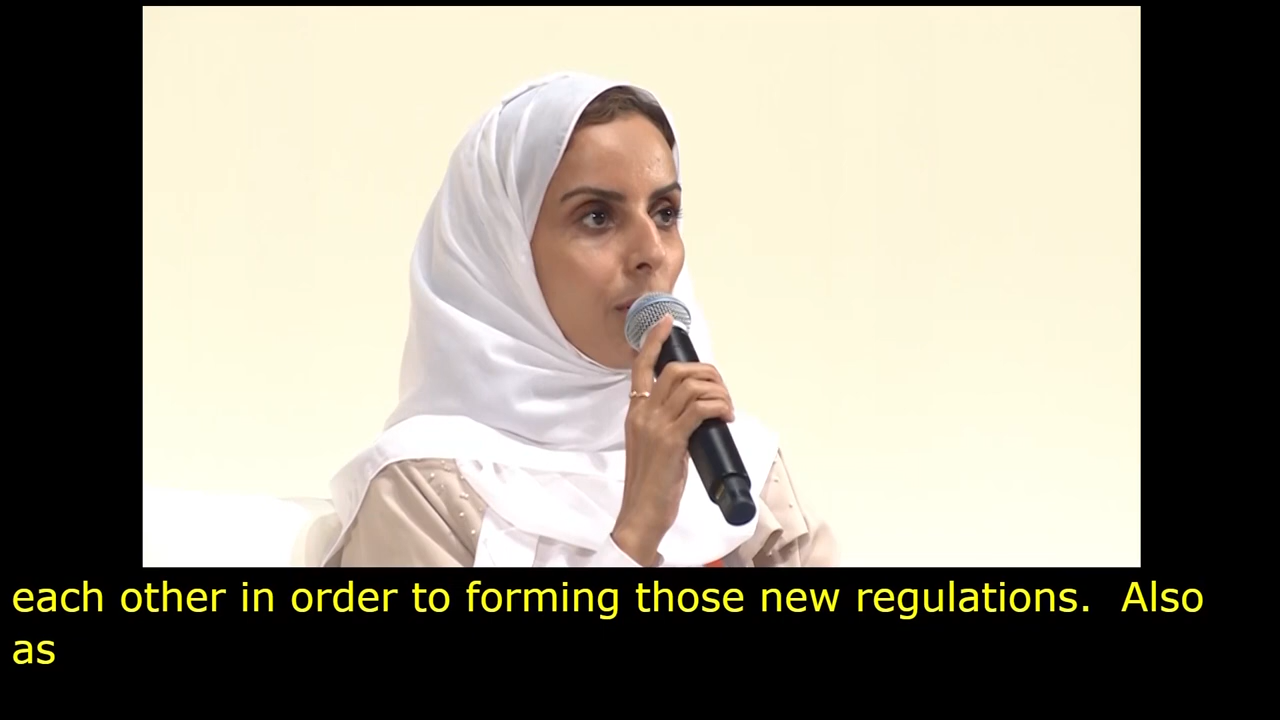 each other in order to forming those new regulations.  Also
as